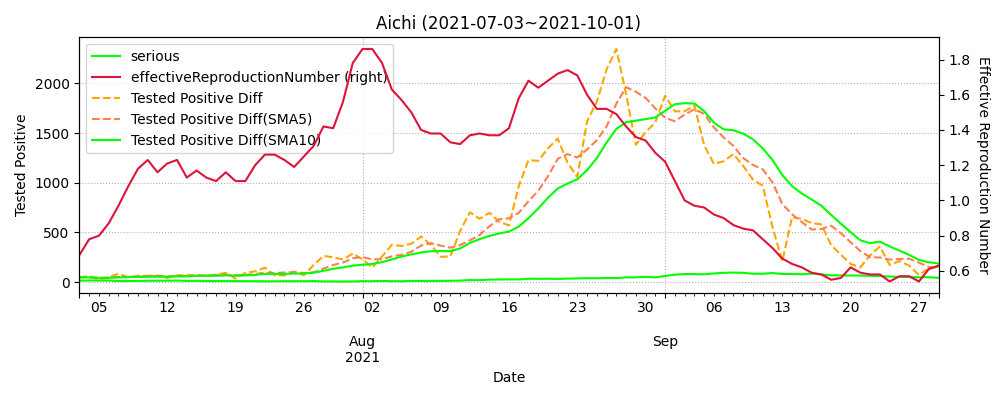 Aichi (2021-07-03~2021-10-01)
serious
effectiveReproductionNumber (right)
Tested Positive Diff
Tested Positive Diff(SMA5)
Tested Positive Diff(SMA10)
Tested Positive
2000
1500
1000
500
0
1.8
1.6
1.4
1.2
1.0
0.8
0.6
Effective Reproduction Number
05 12 19 26 02 09 16 23 06 13 20 27
Aug Sep
2021
Date